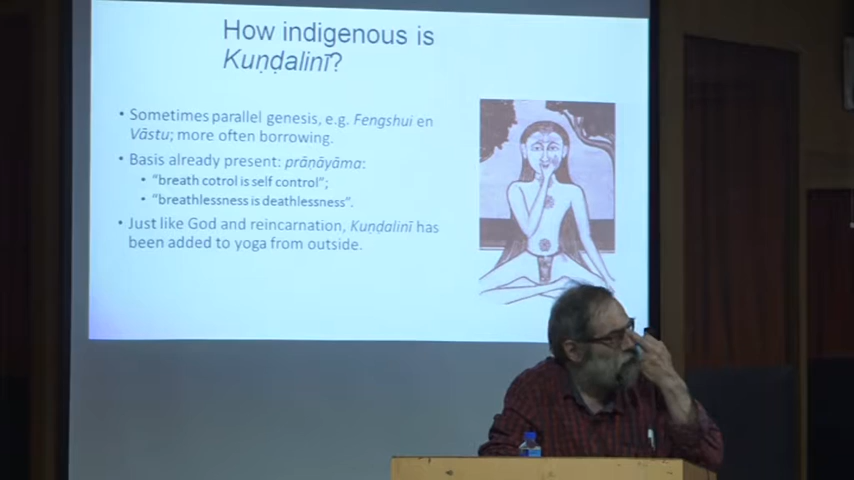 How indigenous is
Kuṇḍalinī?
• Sometimes parallel genesis, e.g. Fengshui en
Vāstu; more often borrowing.
• Basis already present: prāṇāyāma:
• "breath cotrol is self control";
• "breathlessness is deathlessness".
• Just like God and reincarnation, Kuṇḍalinī has
been added to yoga from outside.